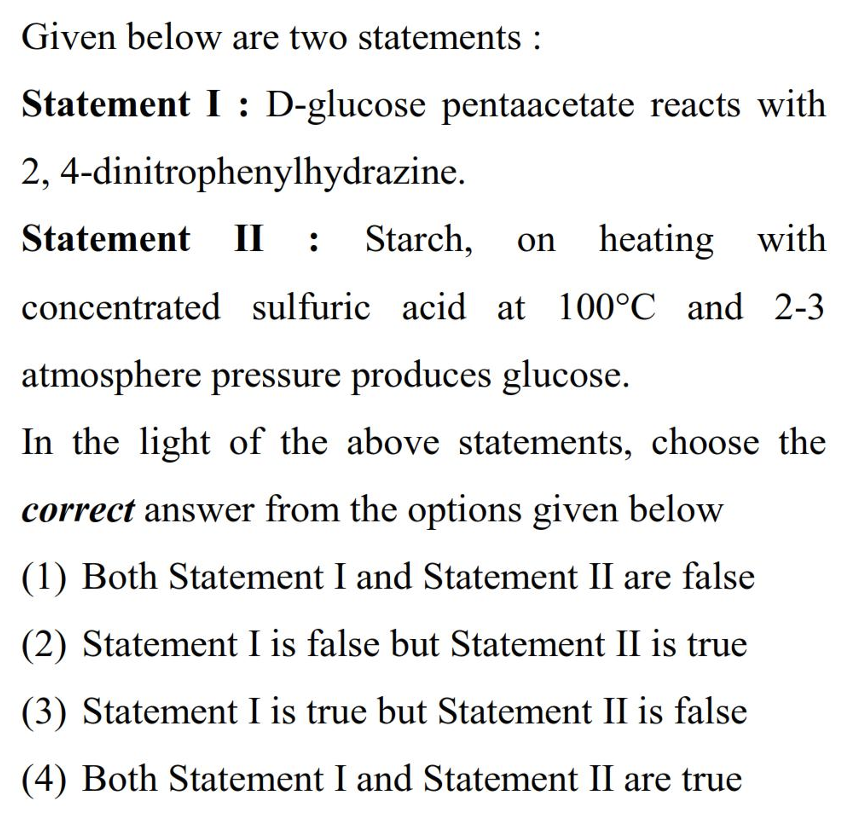 Given below are two statements :
Statement I : D-glucose pentaacetate reacts with
2, 4-dinitrophenylhydrazine.
Statement II : Starch, on heating with
concentrated sulfuric acid at 100°C and 2-3
atmosphere pressure produces glucose.
In the light of the above statements, choose the
correct answer from the options given below
(1) Both Statement I and Statement II are false
(2) Statement I is false but Statement II is true
(3) Statement I is true but Statement II is false
(4) Both Statement I and Statement II are true